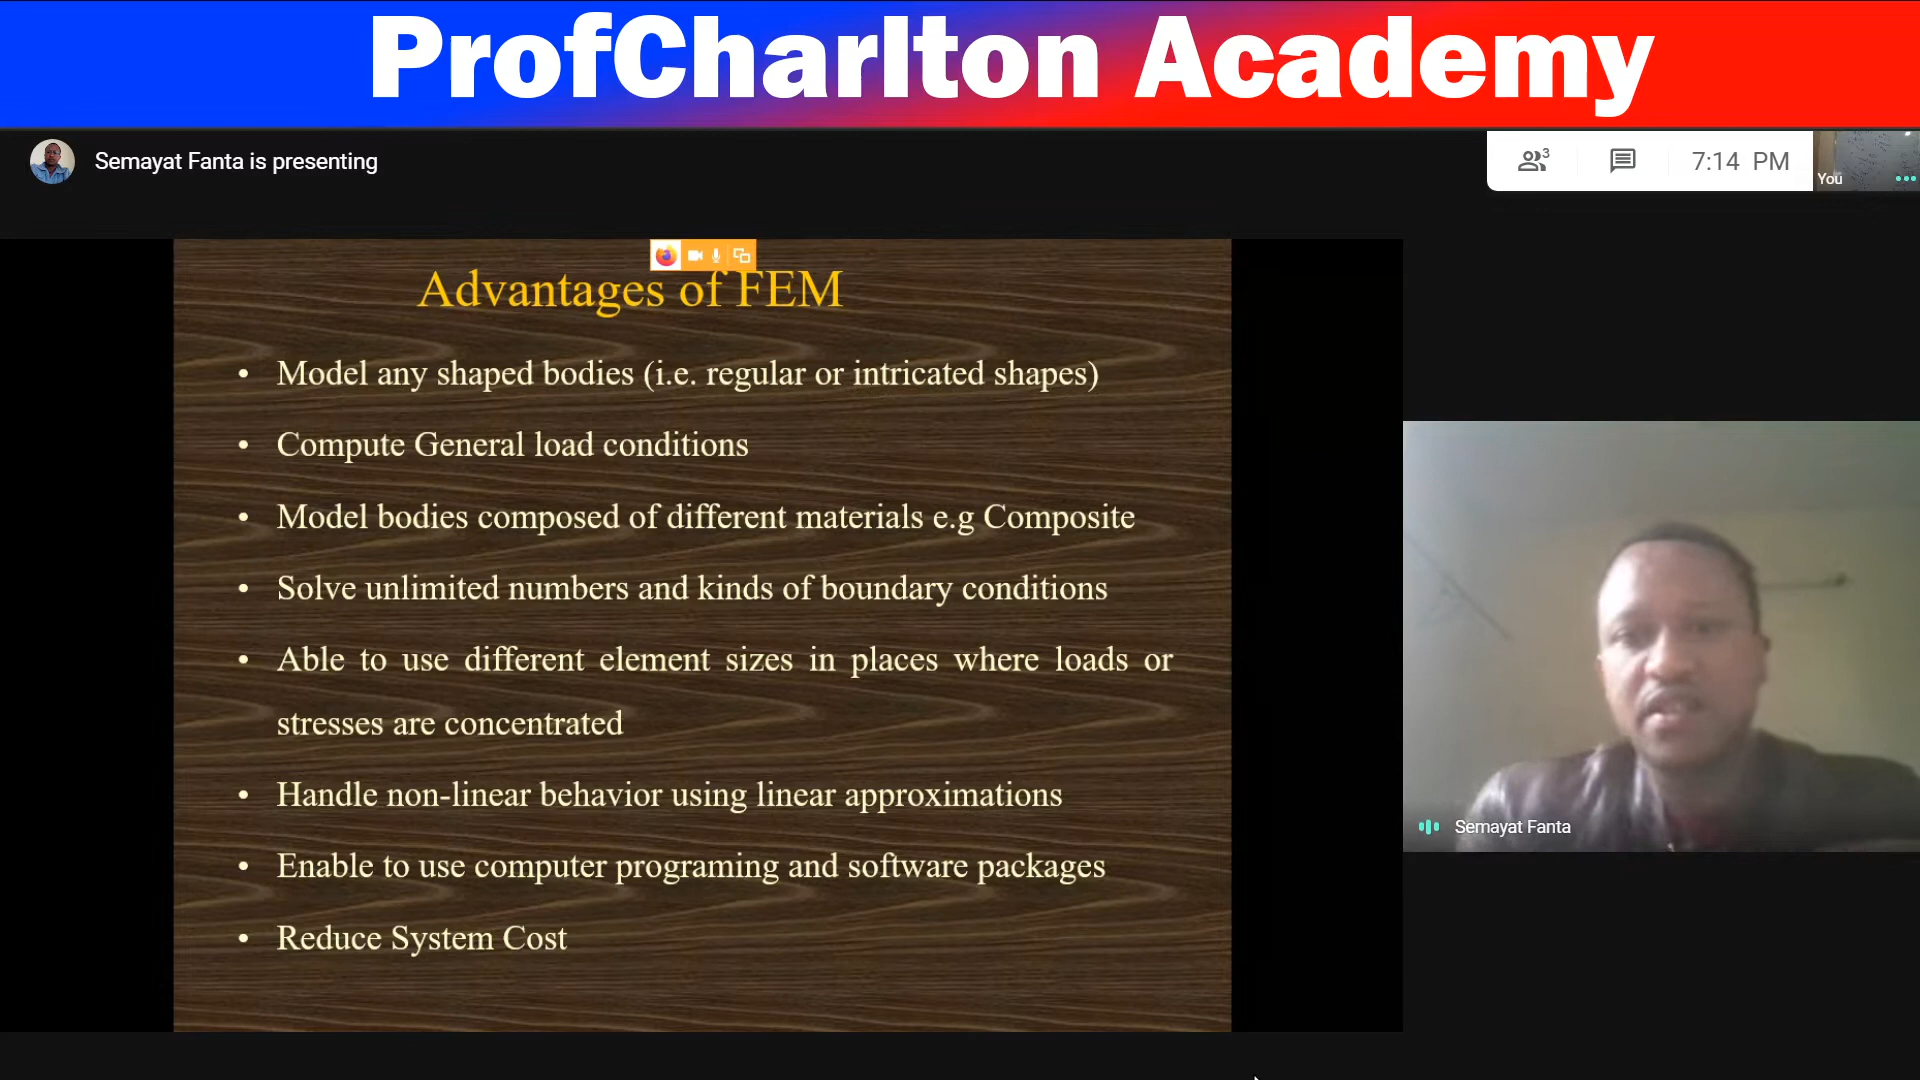 ProfCharlton Academy
Semayat Fanta is presenting
3
7:14 PM
You
Advantages of FEM
• Model any shaped bodies (i.e. regular or intricated shapes)
• Compute General load conditions
• Model bodies composed of different materials e.g Composite
• Solve unlimited numbers and kinds of boundary conditions
• Able to use different element sizes in places where loads or
stresses are concentrated
• Handle non-linear behavior using linear approximations
• Enable to use computer programing and software packages
• Reduce System Cost
Semayat Fanta